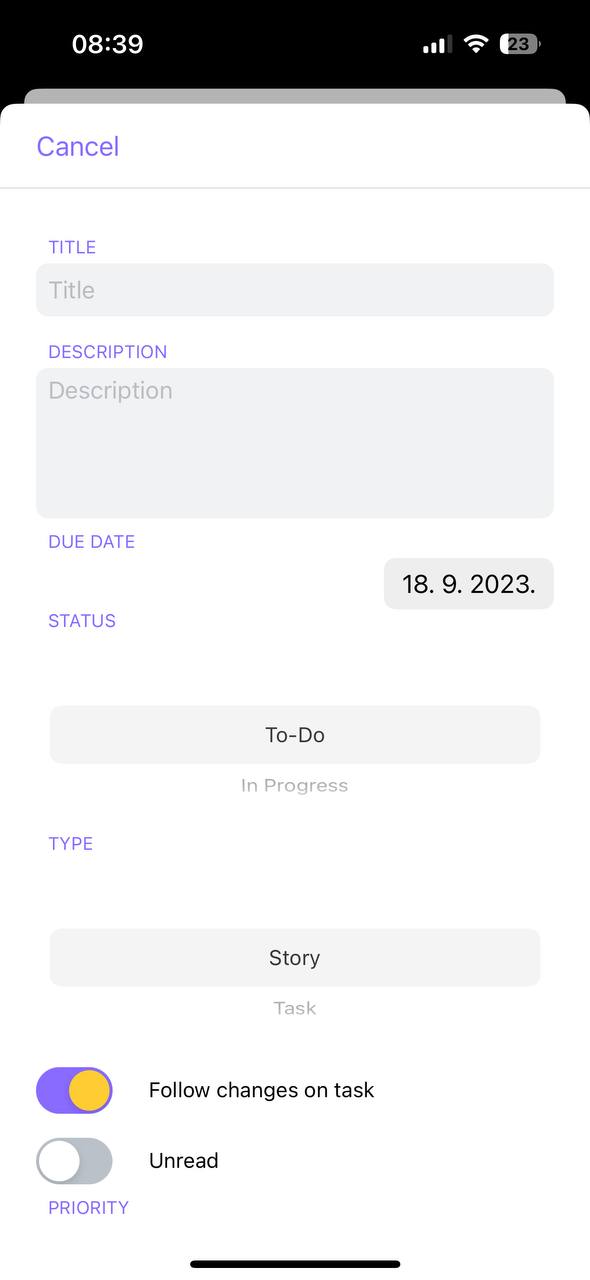 08:39
23
Cancel
TITLE
Title
DESCRIPTION
Description
DUE DATE
18. 9. 2023.
STATUS
To-Do
In Progress
TYPE
Story
Task
Follow changes on task
Unread
PRIORITY